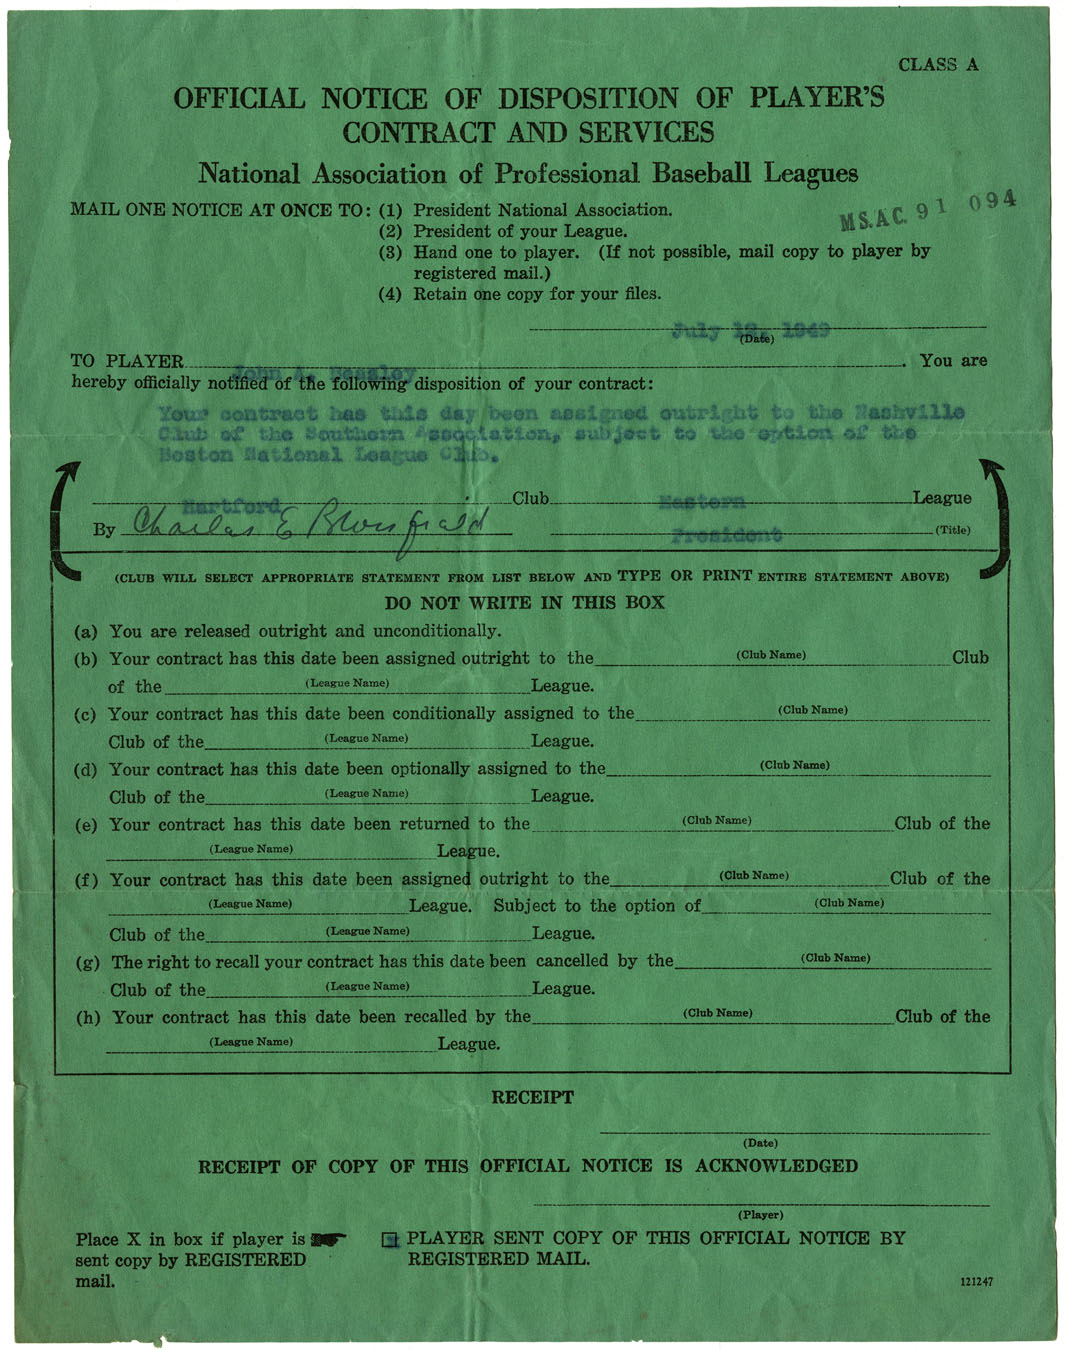 CLASS A
OFFICIAL NOTICE OF DISPOSITION OF PLAYER'S
CONTRACT AND SERVICES
National Association of Professional Baseball Leagues
MAIL ONE NOTICE AT ONCE TO: (1) President National Association.
MS.AC. 91 094
(2) President of your League.
(3) Hand one to player. (If not possible, mail copy to player by
registered mail.)
(4) Retain one copy for your files.
July 1949
(Date)
TO PLAYER John A. You are
hereby officially notified of the following disposition of your contract:
Your contract has this day been assigned outright to the Nashville
Club of the Southern Association, subject to the option of the
Boston National League Club.
Hartford Club Eastern League
By Charles E President (Title)
(CLUB WILL SELECT APPROPRIATE STATEMENT FROM LIST BELOW AND TYPE OR PRINT ENTIRE STATEMENT ABOVE)
DO NOT WRITE IN THIS BOX
(a) You are released outright and unconditionally.
(b) Your contract has this date been assigned outright to the (Club Name) Club
of the (League Name) League.
(c) Your contract has this date been conditionally assigned to the (Club Name)
Club of the (League Name) League.
(d) Your contract has this date been optionally assigned to the (Club Name)
Club of the (League Name) League.
(e) Your contract has this date been returned to the (Club Name) Club of the
(League Name) League.
(f) Your contract has this date been assigned outright to the (Club Name) Club of the
(League Name) League. Subject to the option of (Club Name)
Club of the (League Name) League.
(g) The right to recall your contract has this date been cancelled by the (Club Name)
Club of the (League Name) League.
(h) Your contract has this date been recalled by the (Club Name) Club of the
(League Name) League.
RECEIPT
(Date)
RECEIPT OF COPY OF THIS OFFICIAL NOTICE IS ACKNOWLEDGED
(Player)
Place X in box if player is PLAYER SENT COPY OF THIS OFFICIAL NOTICE BY
sent copy by REGISTERED REGISTERED MAIL.
mail.
121247